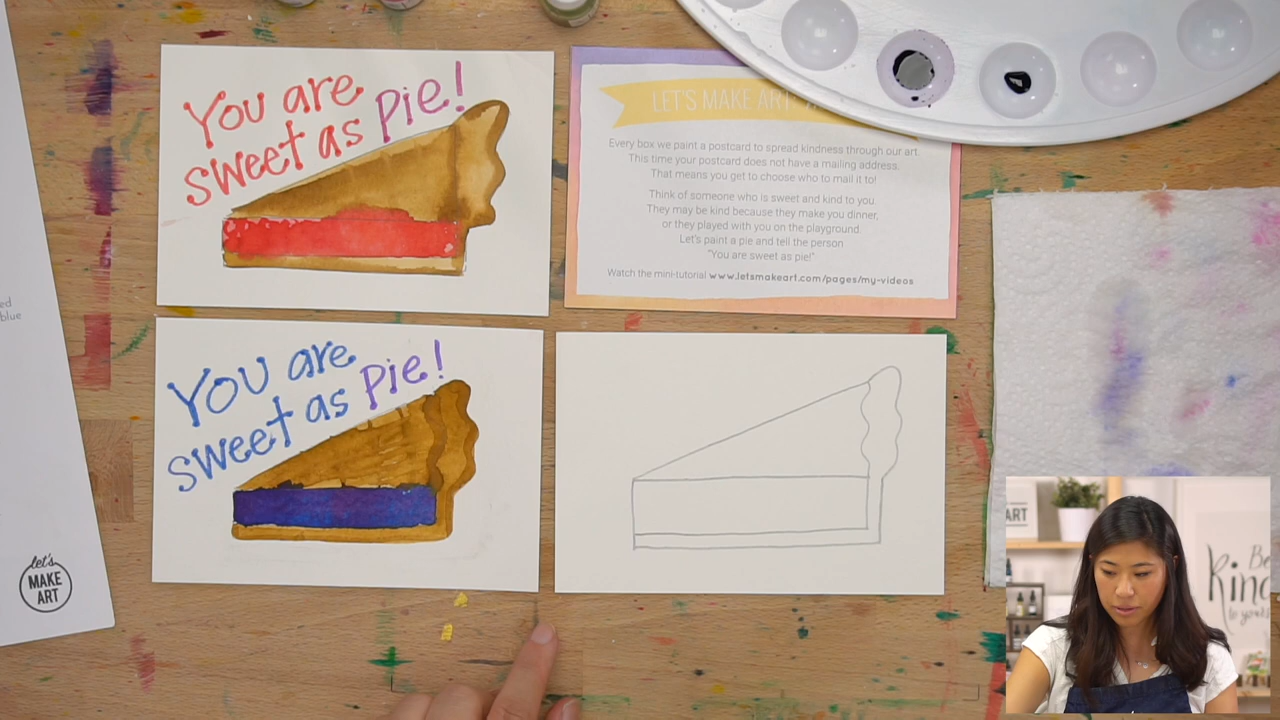 You are
sweet as pie!
LET'S MAKE ART
Every box we paint a postcard to spread kindness through our art.
This time your postcard does not have a mailing address.
That means you get to choose who to mail it to!
Think of someone who is sweet and kind to you.
They may be kind because they make you dinner,
or they played with you on the playground.
Let's paint a pie and tell the person
"You are sweet as pie!"
Watch the mini-tutorial www.letsmakeart.com/pages/my-videos
You are
sweet as pie!
blue
let's
MAKE
ART
ART
Be
kind
to